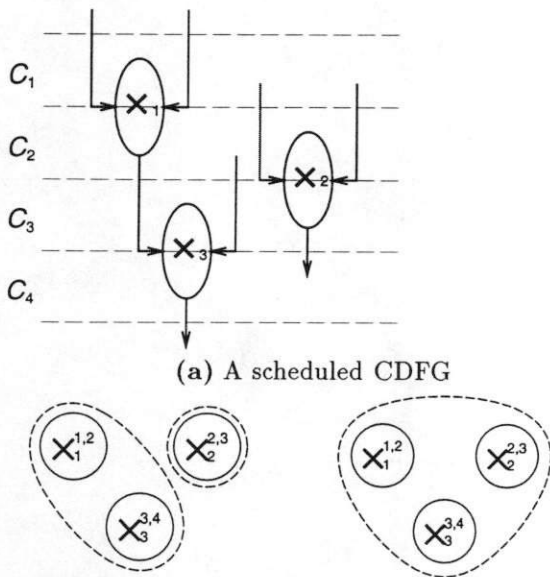 C₁
× 1
C₂
× 2
C₃
× 3
C₄
(a) A scheduled CDFG
×₁^{1,2} ×₂^{2,3} ×₁^{1,2} ×₂^{2,3}
×₃^{3,4} ×₃^{3,4}